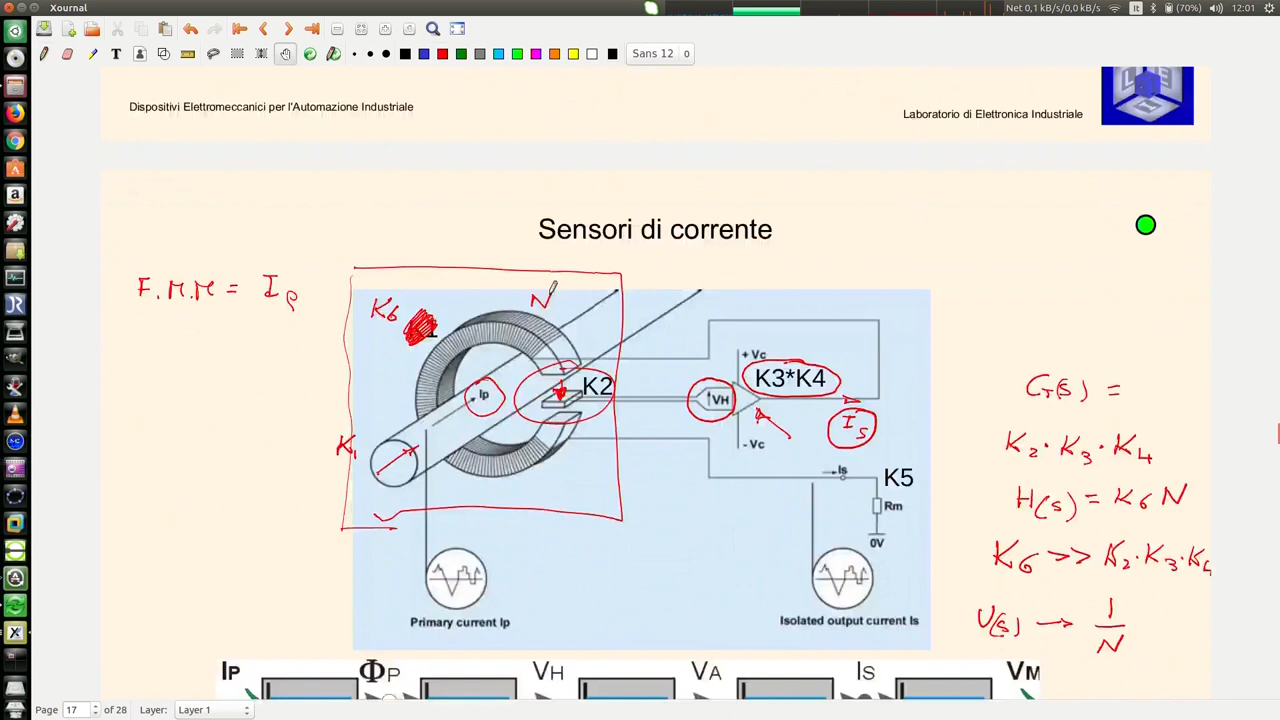 Xournal
Net,0,1 kB/s/0,0 kB/s
It
(70%)
12:01
Sans 12
0
Dispositivi Elettromeccanici per l'Automazione Industriale
Laboratorio di Elettronica Industriale
Sensori di corrente
F.M.M = Ip
K6
N
+ Vc
K3*K4
Ip
K2
VH
G(s) =
Is
K1
- Vc
K2 · K3 · K4
Is
K5
H(s) = K6 N
Rm
0V
K6 >> K2·K3·K4
Primary current Ip
Isolated output current Is
U(s) → 1/N
IP
ΦP
VH
VA
IS
VM
Page 17 of 28
Layer: Layer 1